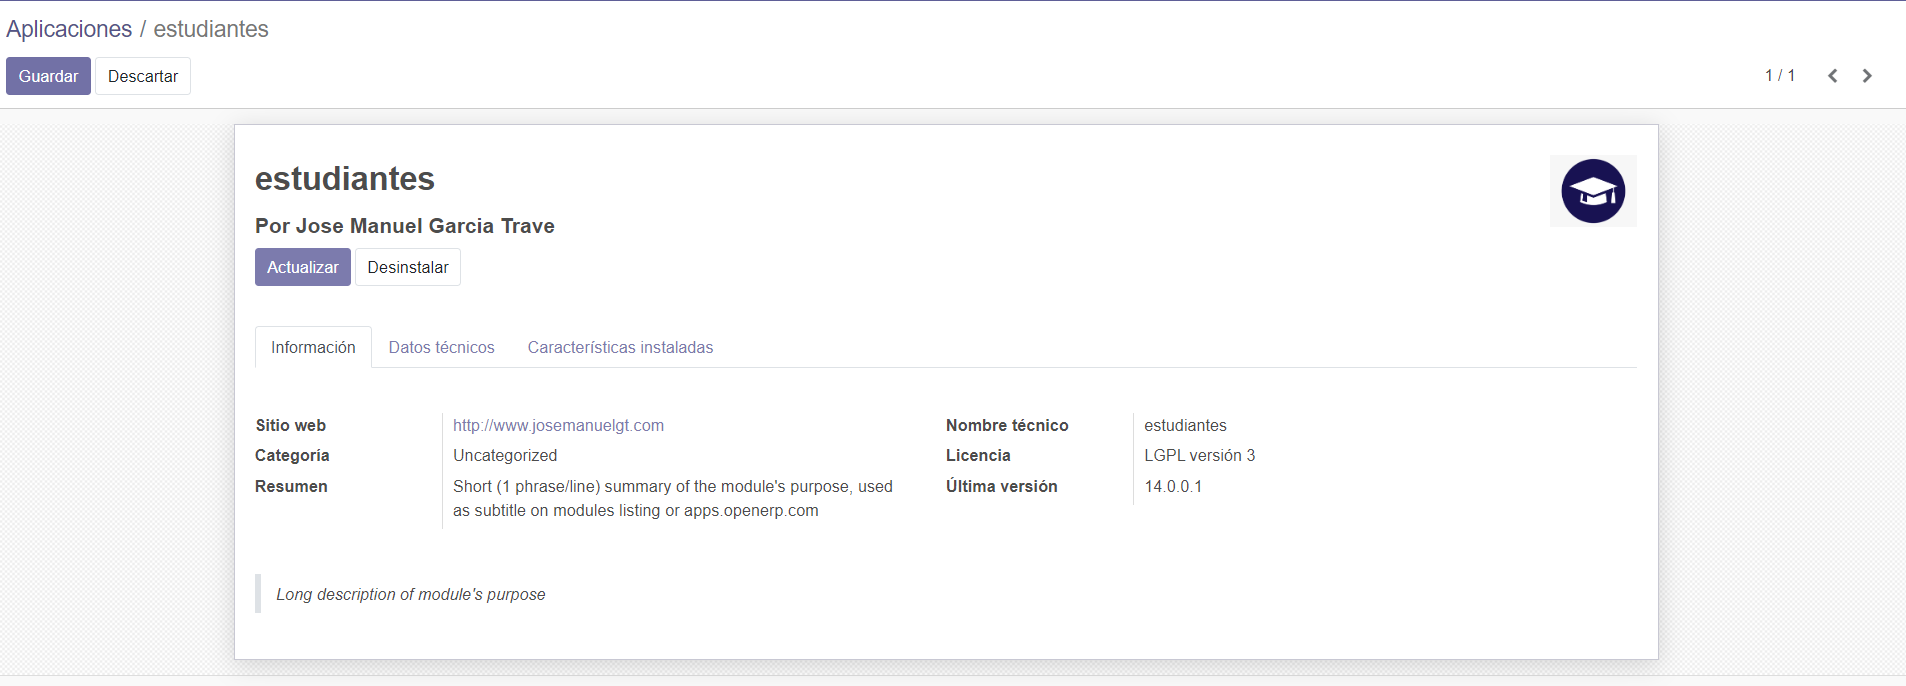 Aplicaciones / estudiantes
Guardar Descartar
1 / 1
estudiantes
Por Jose Manuel Garcia Trave
Actualizar Desinstalar
Información Datos técnicos Características instaladas
Sitio web http://www.josemanuelgt.com
Categoría Uncategorized
Resumen Short (1 phrase/line) summary of the module's purpose, used
as subtitle on modules listing or apps.openerp.com
Nombre técnico estudiantes
Licencia LGPL versión 3
Última versión 14.0.0.1
Long description of module's purpose